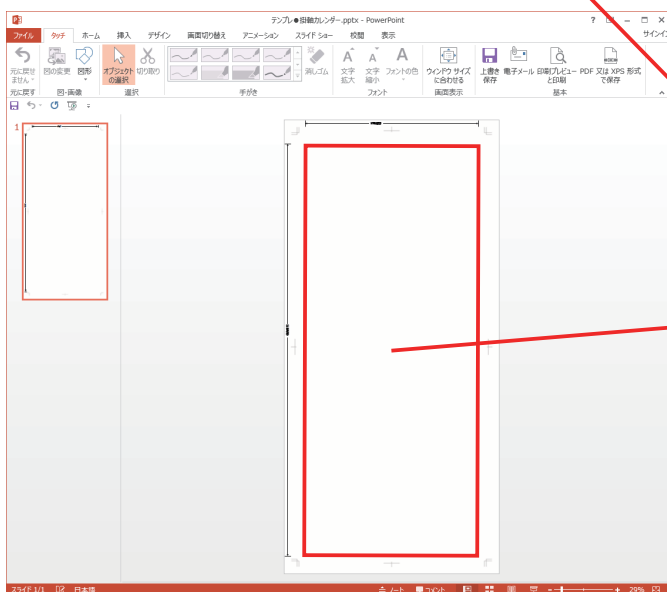 テンプレ●掛軸カレンダー.pptx - PowerPoint
ファイル タッチ ホーム 挿入 デザイン 画面切り替え アニメーション スライド ショー 校閲 表示 サインイン
元に戻せません 図の変更 図形 オブジェクトの選択 切り取り 消しゴム 文字拡大 文字縮小 フォントの色 ウィンドウ サイズに合わせる 上書き保存 電子メール 印刷プレビューと印刷 PDF 又は XPS 形式で保存
元に戻す 図・画像 選択 手がき フォント 画面表示 基本
1
スライド 1/1 日本語 ノート コメント 29%